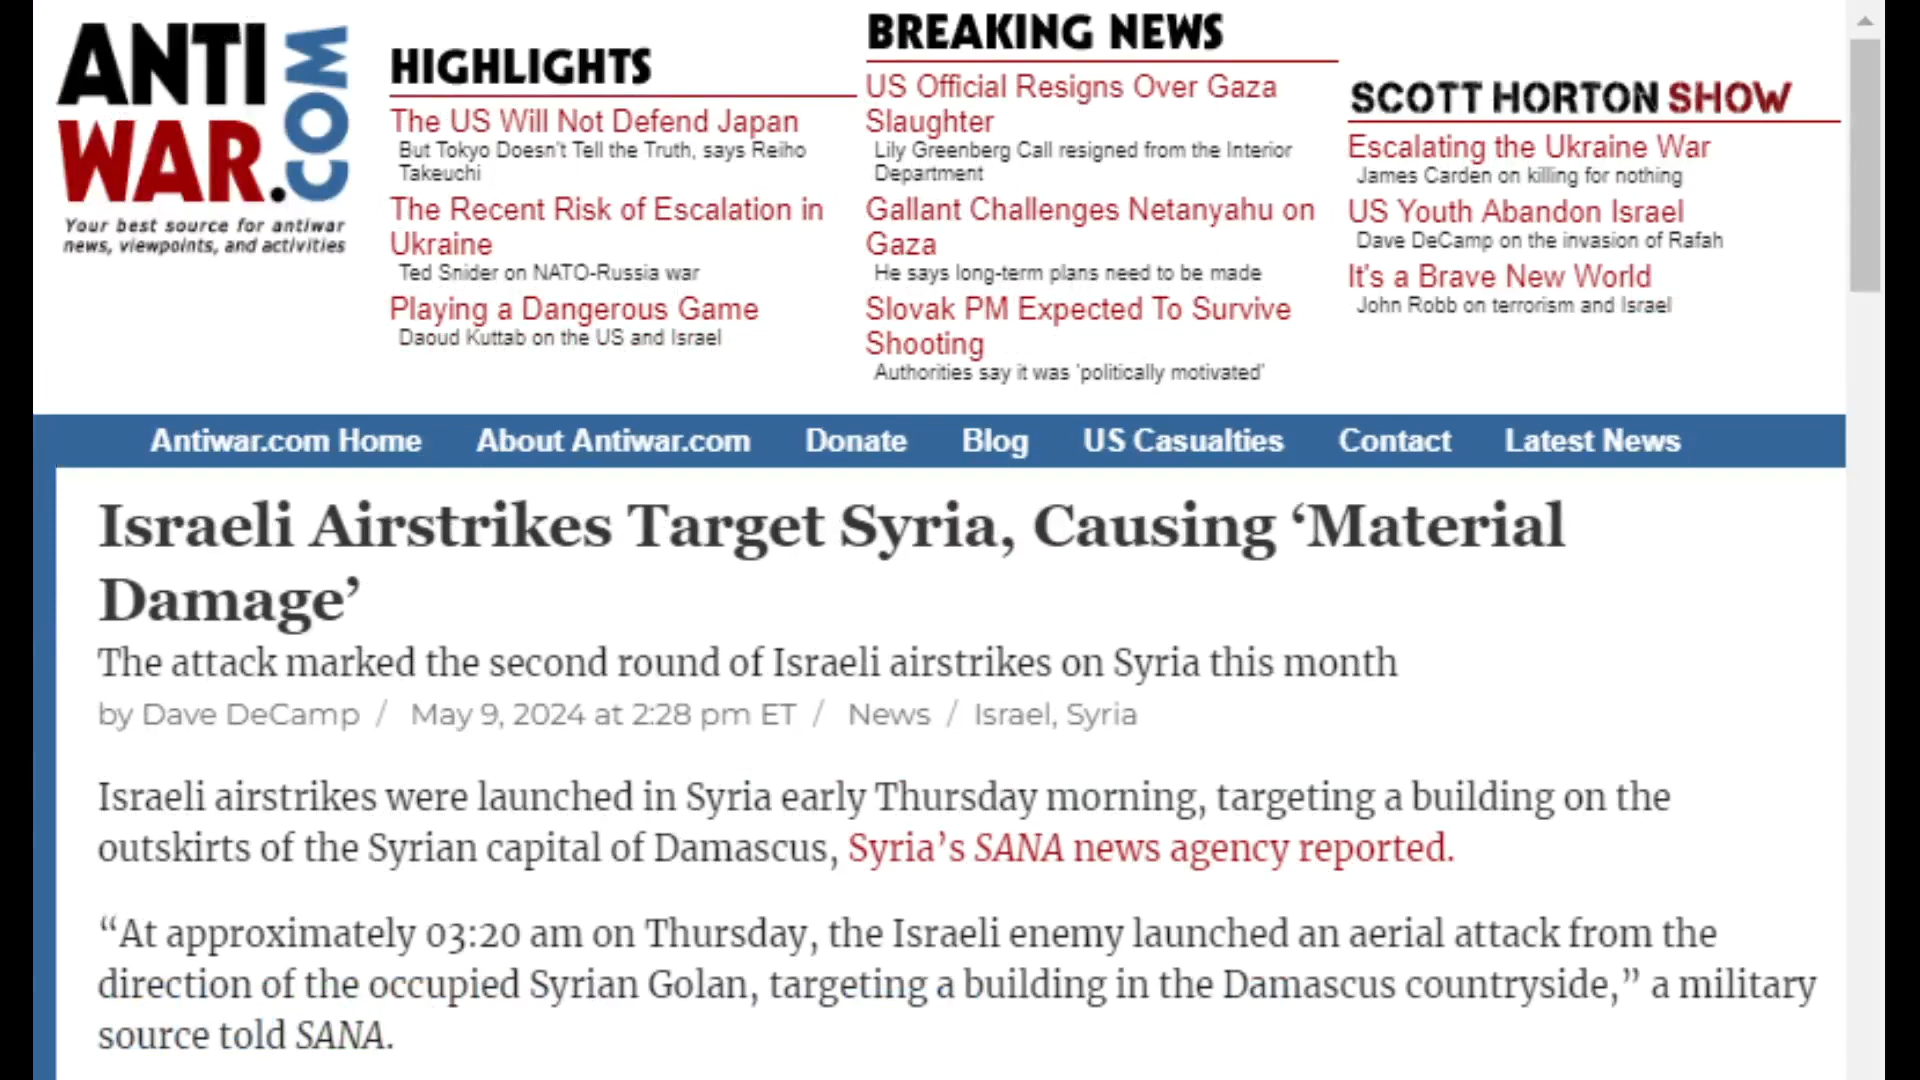 ANTI
WAR.COM
Your best source for antiwar
news, viewpoints, and activities
HIGHLIGHTS
The US Will Not Defend Japan
But Tokyo Doesn't Tell the Truth, says Reiho
Takeuchi
The Recent Risk of Escalation in
Ukraine
Ted Snider on NATO-Russia war
Playing a Dangerous Game
Daoud Kuttab on the US and Israel
BREAKING NEWS
US Official Resigns Over Gaza
Slaughter
Lily Greenberg Call resigned from the Interior
Department
Gallant Challenges Netanyahu on
Gaza
He says long-term plans need to be made
Slovak PM Expected To Survive
Shooting
Authorities say it was 'politically motivated'
SCOTT HORTON SHOW
Escalating the Ukraine War
James Carden on killing for nothing
US Youth Abandon Israel
Dave DeCamp on the invasion of Rafah
It's a Brave New World
John Robb on terrorism and Israel
Antiwar.com Home About Antiwar.com Donate Blog US Casualties Contact Latest News
Israeli Airstrikes Target Syria, Causing ‘Material
Damage’
The attack marked the second round of Israeli airstrikes on Syria this month
by Dave DeCamp / May 9, 2024 at 2:28 pm ET / News / Israel, Syria
Israeli airstrikes were launched in Syria early Thursday morning, targeting a building on the
outskirts of the Syrian capital of Damascus, Syria’s SANA news agency reported.
“At approximately 03:20 am on Thursday, the Israeli enemy launched an aerial attack from the
direction of the occupied Syrian Golan, targeting a building in the Damascus countryside,” a military
source told SANA.